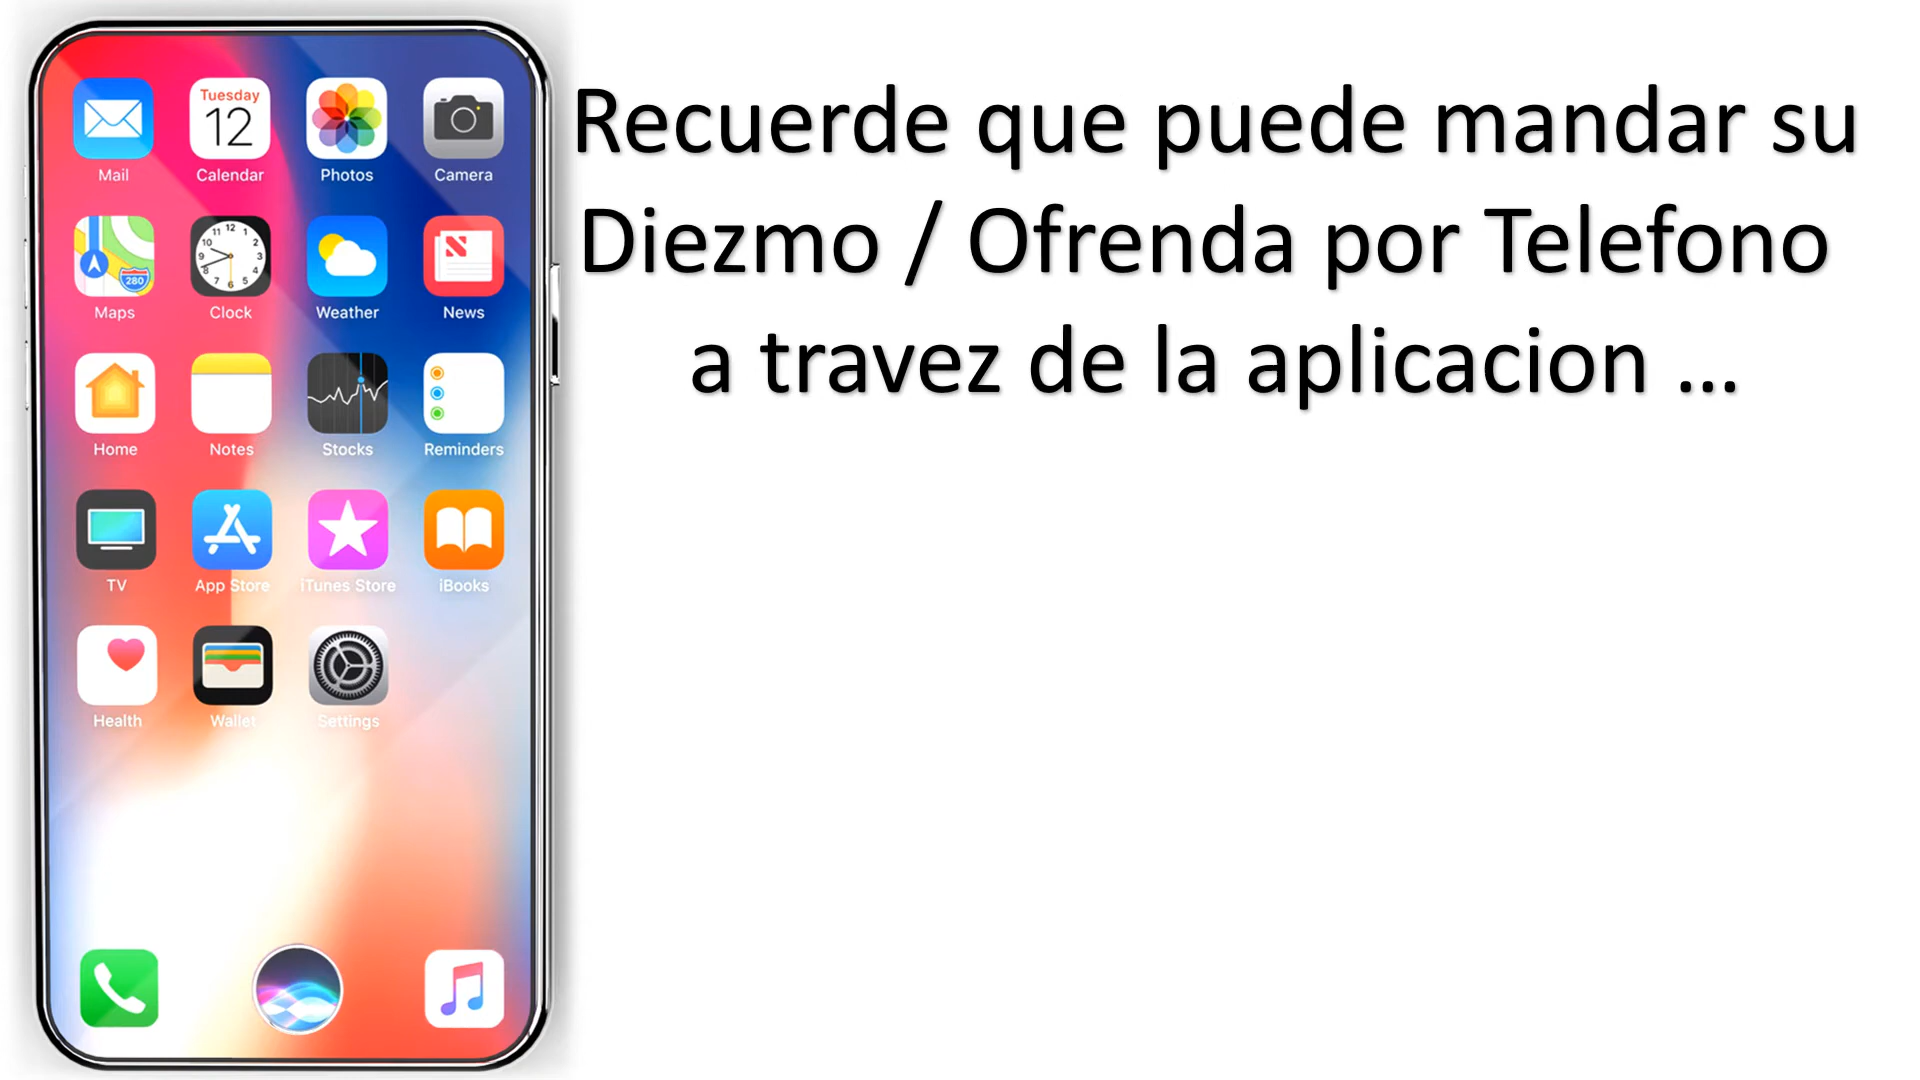 Recuerde que puede mandar su
Diezmo / Ofrenda por Telefono
a travez de la aplicacion ...
Tuesday
12
Mail
Calendar
Photos
Camera
280
Maps
Clock
Weather
News
Home
Notes
Stocks
Reminders
TV
App Store
iTunes Store
iBooks
Health
Wallet
Settings